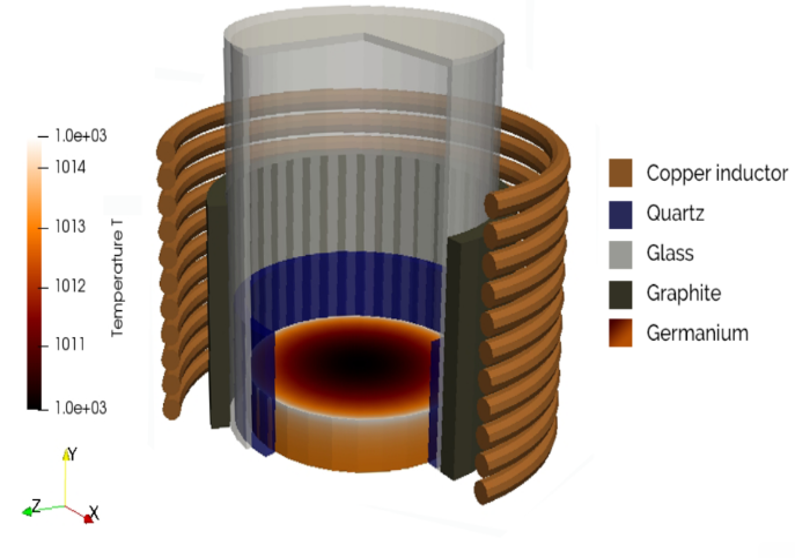 1.0e+03
1014
1013
1012
1011
1.0e+03
Temperature T
Copper inductor
Quartz
Glass
Graphite
Germanium
Y
Z
X